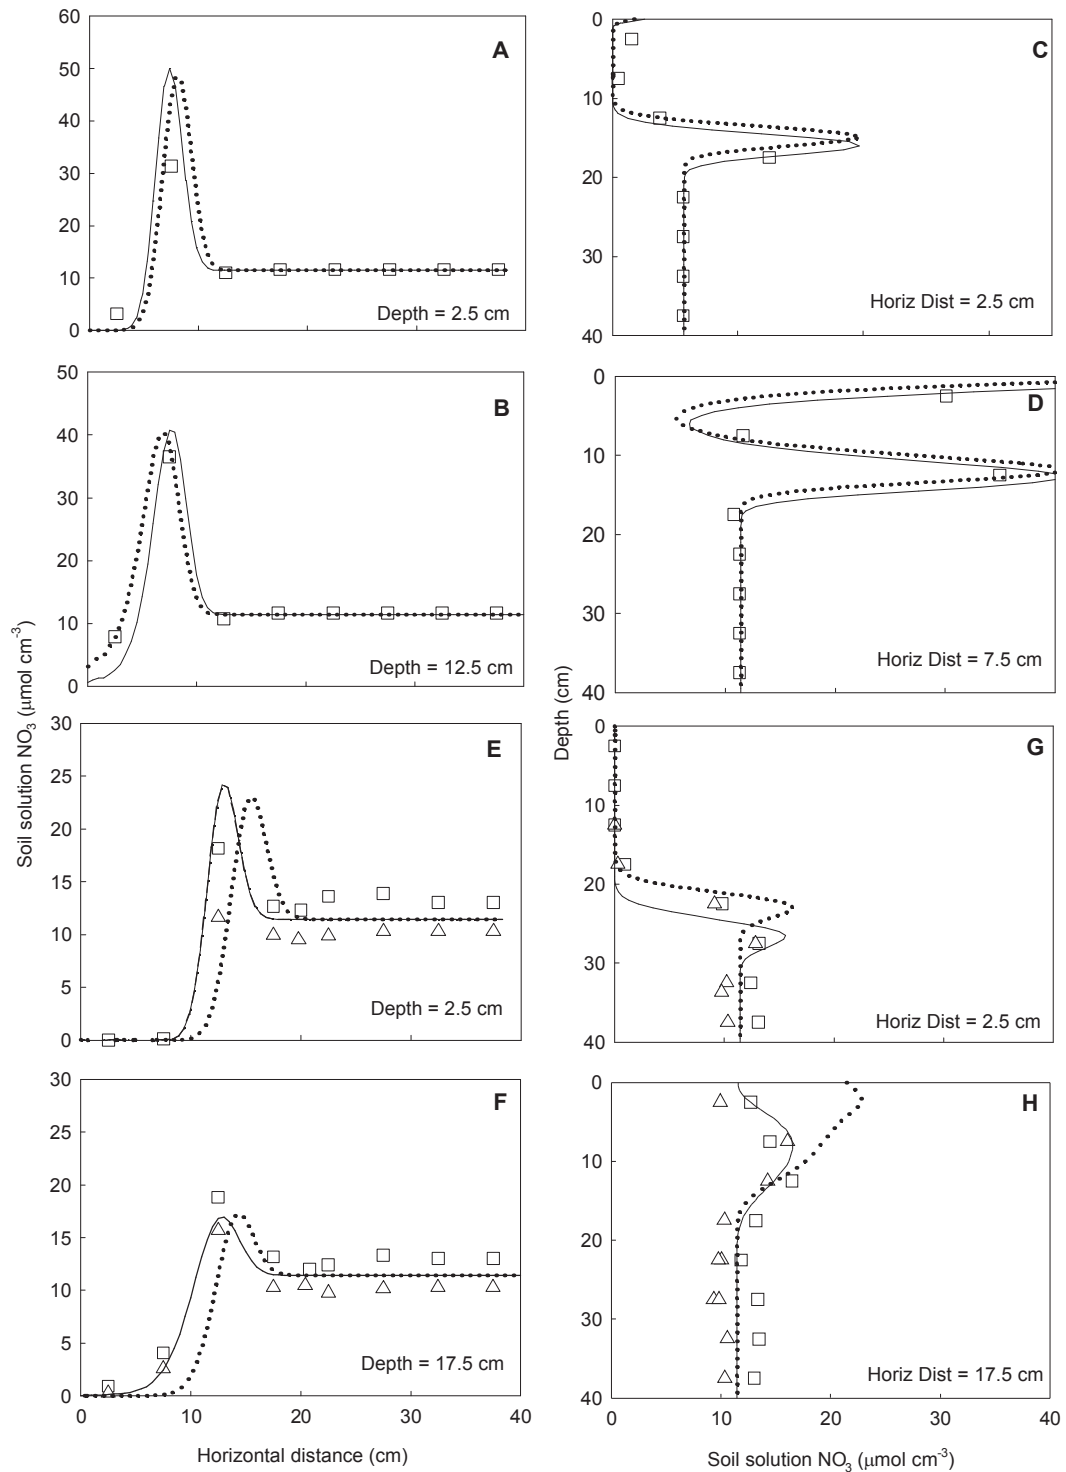 60
50
40
30
20
10
0
A
Depth = 2.5 cm
0
10
20
30
40
C
Horiz Dist = 2.5 cm
50
40
30
20
10
0
B
Depth = 12.5 cm
0
10
20
30
40
D
Horiz Dist = 7.5 cm
Soil solution NO3 (μmol cm-3)
Depth (cm)
30
25
20
15
10
5
0
E
Depth = 2.5 cm
0
10
20
30
40
G
Horiz Dist = 2.5 cm
30
25
20
15
10
5
0
F
Depth = 17.5 cm
0 10 20 30 40
Horizontal distance (cm)
0
10
20
30
40
H
Horiz Dist = 17.5 cm
0 10 20 30 40
Soil solution NO3 (μmol cm-3)